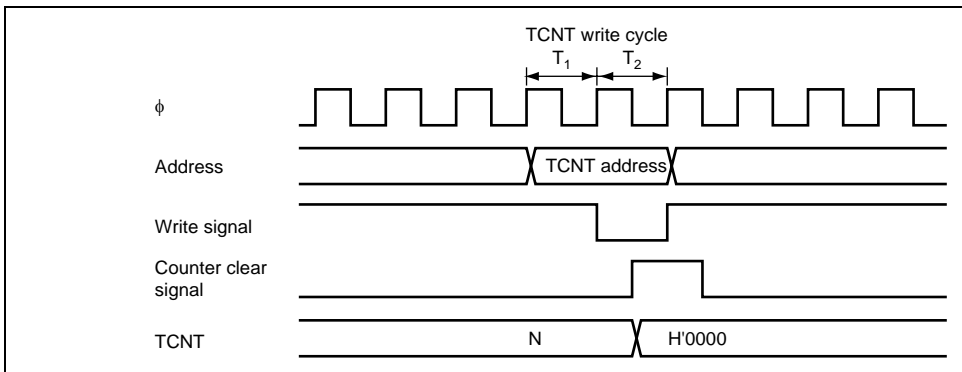 TCNT write cycle
T1 T2
ϕ
Address
TCNT address
Write signal
Counter clear
signal
TCNT
N
H'0000